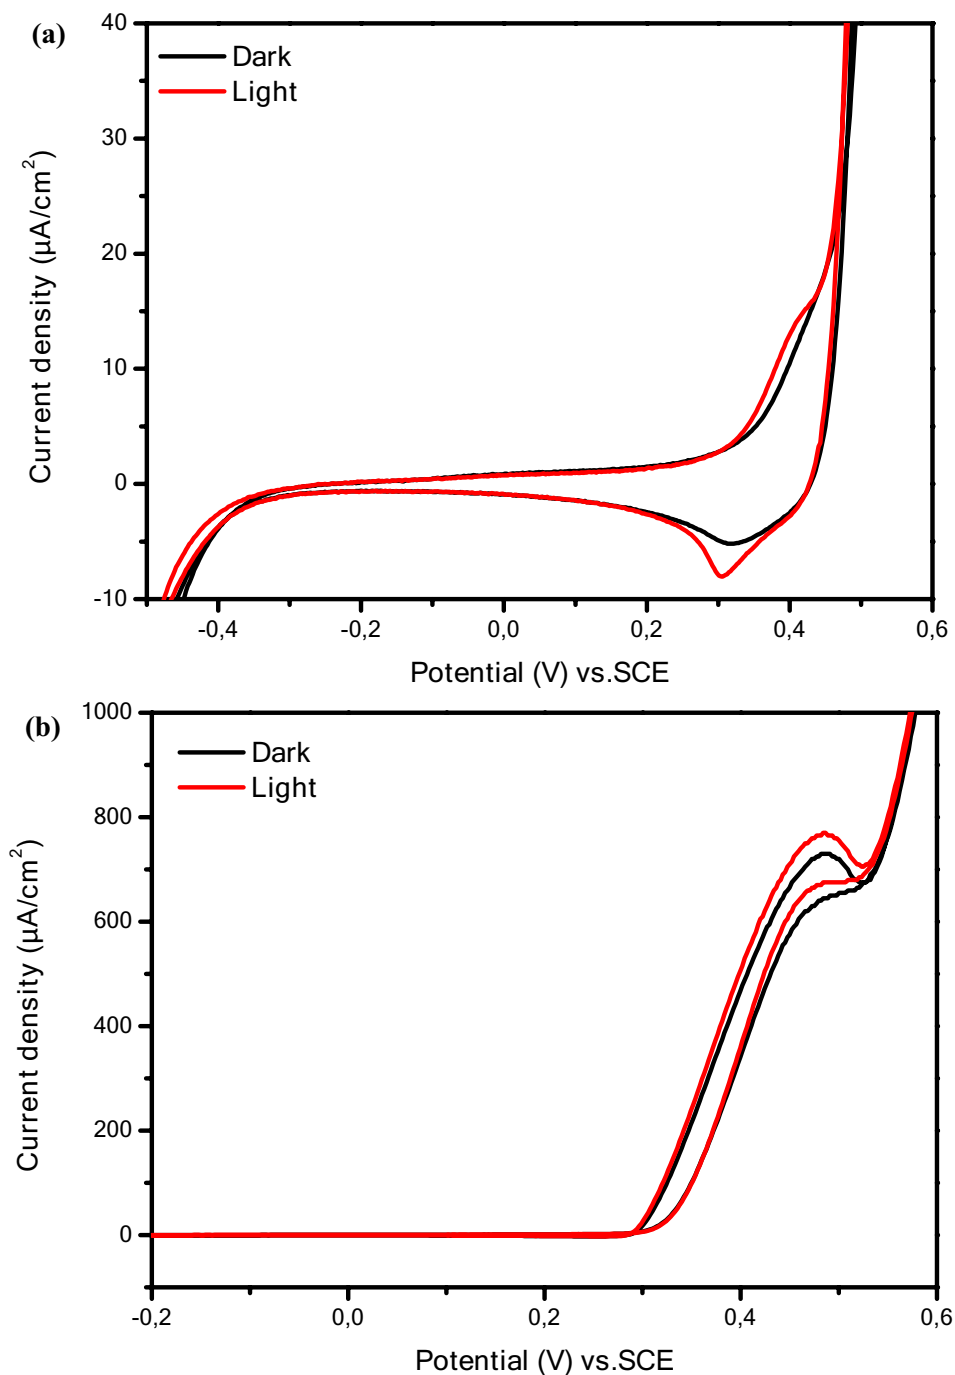 (a)
Dark
Light
40
30
20
10
0
-10
Current density (µA/cm²)
-0,4 -0,2 0,0 0,2 0,4 0,6
Potential (V) vs.SCE
(b)
Dark
Light
1000
800
600
400
200
0
Current density (µA/cm²)
-0,2 0,0 0,2 0,4 0,6
Potential (V) vs.SCE